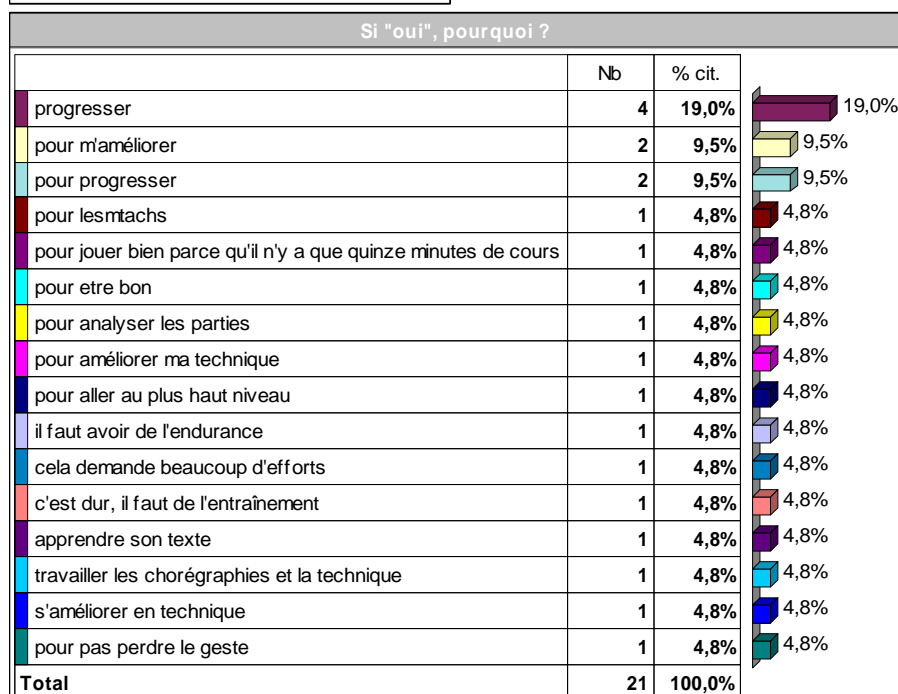 Si "oui", pourquoi ?
Nb % cit.
progresser 4 19,0% 19,0%
pour m'améliorer 2 9,5% 9,5%
pour progresser 2 9,5% 9,5%
pour lesmtachs 1 4,8% 4,8%
pour jouer bien parce qu'il n'y a que quinze minutes de cours 1 4,8% 4,8%
pour etre bon 1 4,8% 4,8%
pour analyser les parties 1 4,8% 4,8%
pour améliorer ma technique 1 4,8% 4,8%
pour aller au plus haut niveau 1 4,8% 4,8%
il faut avoir de l'endurance 1 4,8% 4,8%
cela demande beaucoup d'efforts 1 4,8% 4,8%
c'est dur, il faut de l'entraînement 1 4,8% 4,8%
apprendre son texte 1 4,8% 4,8%
travailler les chorégraphies et la technique 1 4,8% 4,8%
s'améliorer en technique 1 4,8% 4,8%
pour pas perdre le geste 1 4,8% 4,8%
Total 21 100,0%